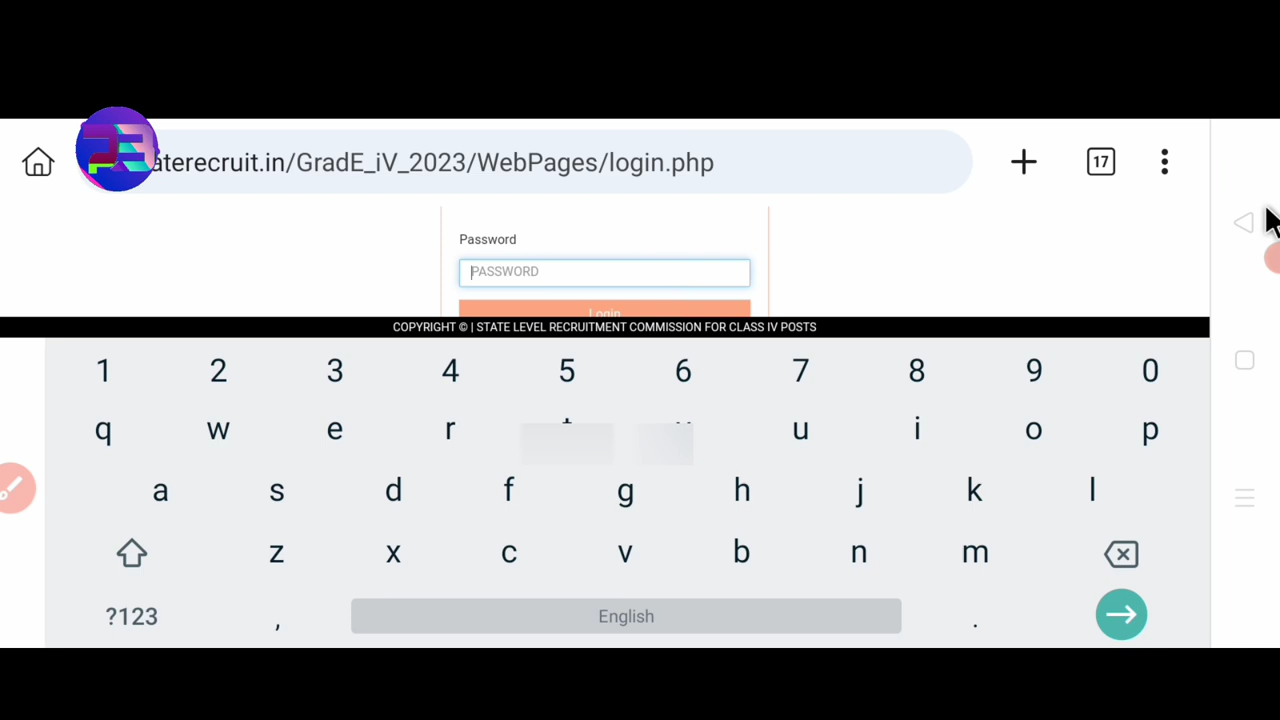 aterecruit.in/GradE_iV_2023/WebPages/login.php
17
Password
PASSWORD
Login
COPYRIGHT © | STATE LEVEL RECRUITMENT COMMISSION FOR CLASS IV POSTS
1 2 3 4 5 6 7 8 9 0
q w e r u i o p
a s d f g h j k l
z x c v b n m
?123 , English .